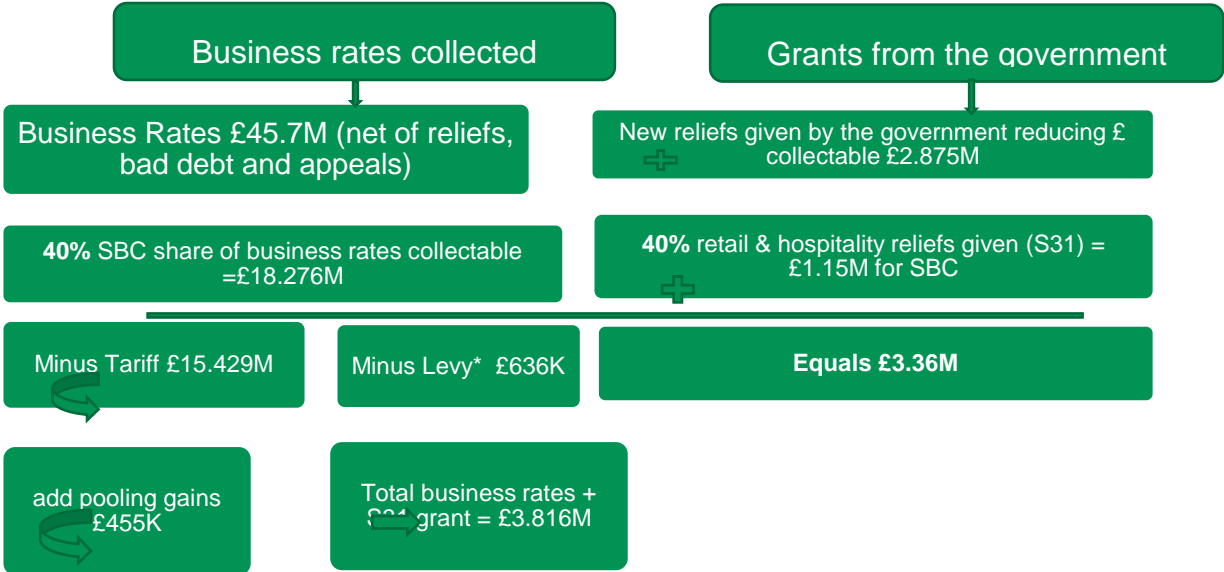 Business rates collected
Grants from the government
Business Rates £45.7M (net of reliefs,
bad debt and appeals)
New reliefs given by the government reducing £
collectable £2.875M
40% SBC share of business rates collectable
=£18.276M
40% retail & hospitality reliefs given (S31) =
£1.15M for SBC
Minus Tariff £15.429M
Minus Levy* £636K
Equals £3.36M
add pooling gains
£455K
Total business rates +
S31 grant = £3.816M